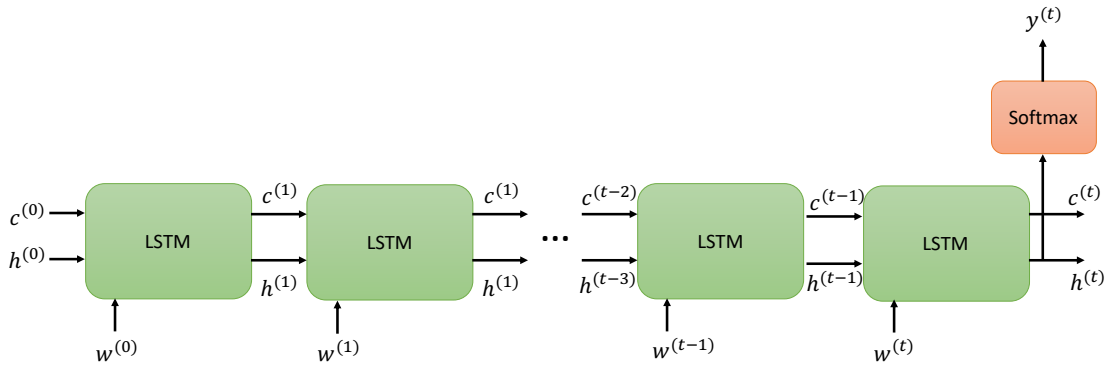 y^(t)
Softmax
c^(0) c^(1) c^(1) c^(t−2) c^(t−1) c^(t)
LSTM LSTM ... LSTM LSTM
h^(0) h^(1) h^(1) h^(t−3) h^(t−1) h^(t)
w^(0) w^(1) w^(t−1) w^(t)